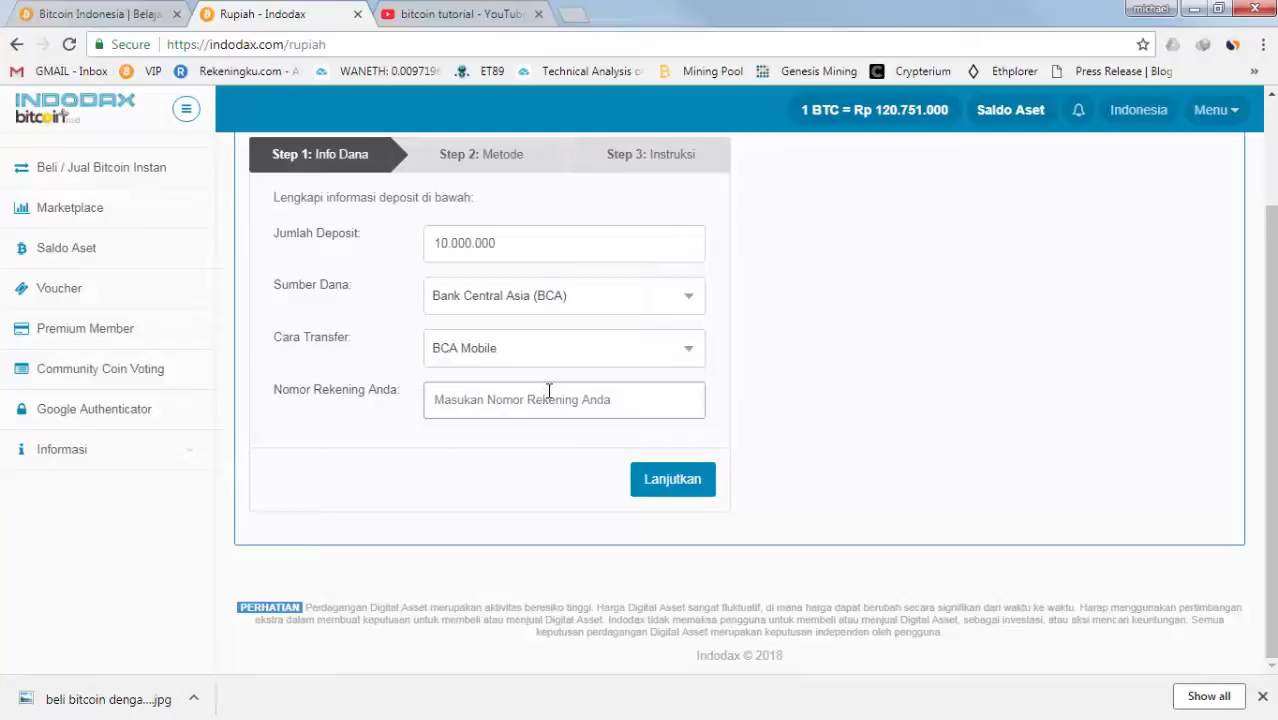 Bitcoin Indonesia | Belaja
Rupiah - Indodax
bitcoin tutorial - YouTube
michael
Secure https://indodax.com/rupiah
GMAIL - Inbox
VIP
Rekeningku.com - A
WANETH: 0.0097196
ET89
Technical Analysis of
Mining Pool
Genesis Mining
Crypterium
Ethplorer
Press Release | Blog
INDODAX
1 BTC = Rp 120.751.000
Saldo Aset
Indonesia
Menu
Beli / Jual Bitcoin Instan
Marketplace
Saldo Aset
Voucher
Premium Member
Community Coin Voting
Google Authenticator
Informasi
Step 1: Info Dana
Step 2: Metode
Step 3: Instruksi
Lengkapi informasi deposit di bawah:
Jumlah Deposit:
10.000.000
Sumber Dana:
Bank Central Asia (BCA)
Cara Transfer:
BCA Mobile
Nomor Rekening Anda:
Masukan Nomor Rekening Anda
Lanjutkan
PERHATIAN Perdagangan Digital Asset merupakan aktivitas beresiko tinggi. Harga Digital Asset sangat fluktuatif, di mana harga dapat berubah secara signifikan dari waktu ke waktu. Harap menggunakan pertimbangan
ekstra dalam membuat keputusan untuk membeli atau menjual Digital Asset. Indodax tidak memaksa pengguna untuk membeli atau menjual Digital Asset, sebagai investasi, atau aksi mencari keuntungan. Semua
keputusan perdagangan Digital Asset merupakan keputusan independen oleh pengguna.
Indodax © 2018
beli bitcoin denga....jpg
Show all